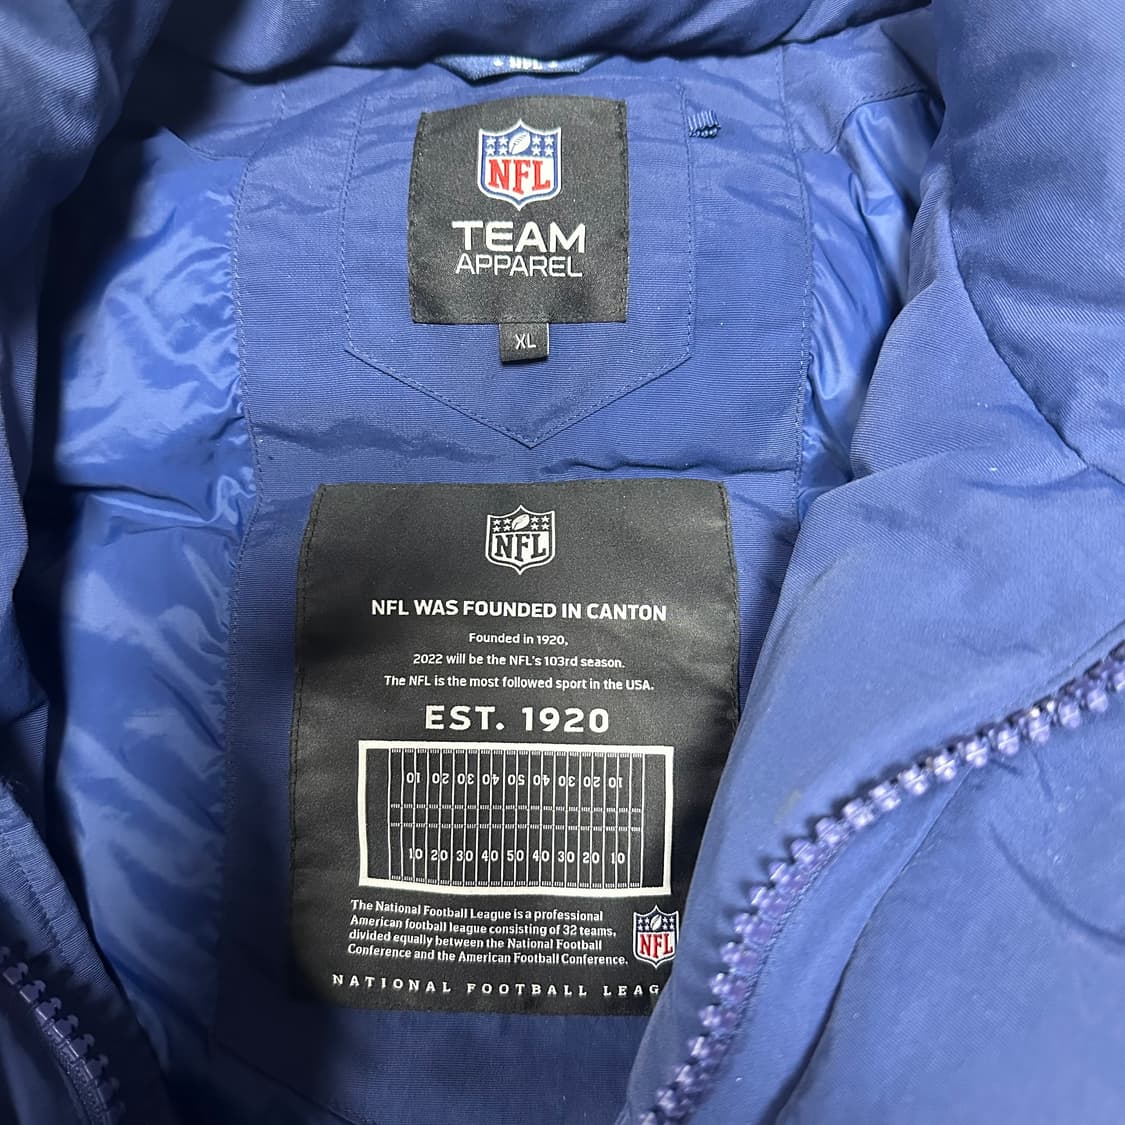 NFL
NFL
TEAM
APPAREL
XL
NFL
NFL WAS FOUNDED IN CANTON
Founded in 1920,
2022 will be the NFL's 103rd season.
The NFL is the most followed sport in the USA.
EST. 1920
10 20 30 40 50 40 30 20 10
10 20 30 40 50 40 30 20 10
The National Football League is a professional
American football league consisting of 32 teams,
divided equally between the National Football
Conference and the American Football Conference.
NFL
NATIONAL FOOTBALL LEAG